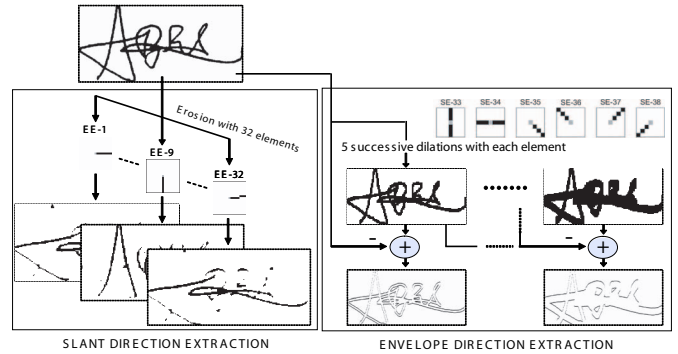 Erosion with 32 elements
EE-1
EE-9
EE-32
SLANT DIRECTION EXTRACTION
SE-33 SE-34 SE-35 SE-36 SE-37 SE-38
5 successive dilations with each element
- + - +
ENVELOPE DIRECTION EXTRACTION